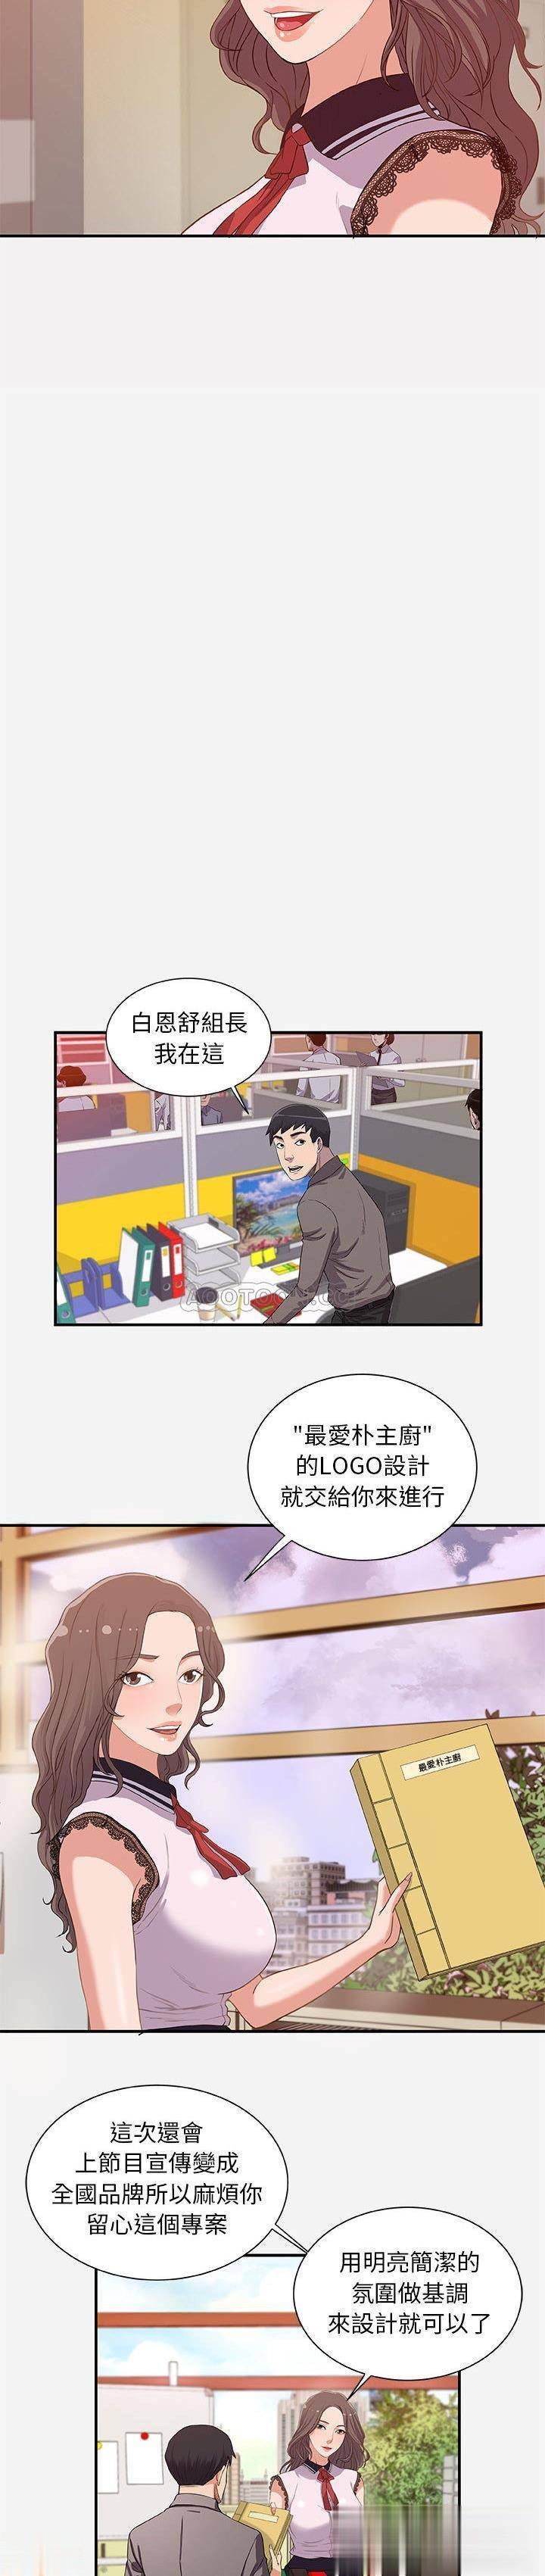 白恩舒組長
我在這
"最愛朴主廚"
的LOGO設計
就交給你來進行
最愛朴主廚
這次還會
上節目宣傳變成
全國品牌所以麻煩你
留心這個專案
用明亮簡潔的
氛圍做基調
來設計就可以了